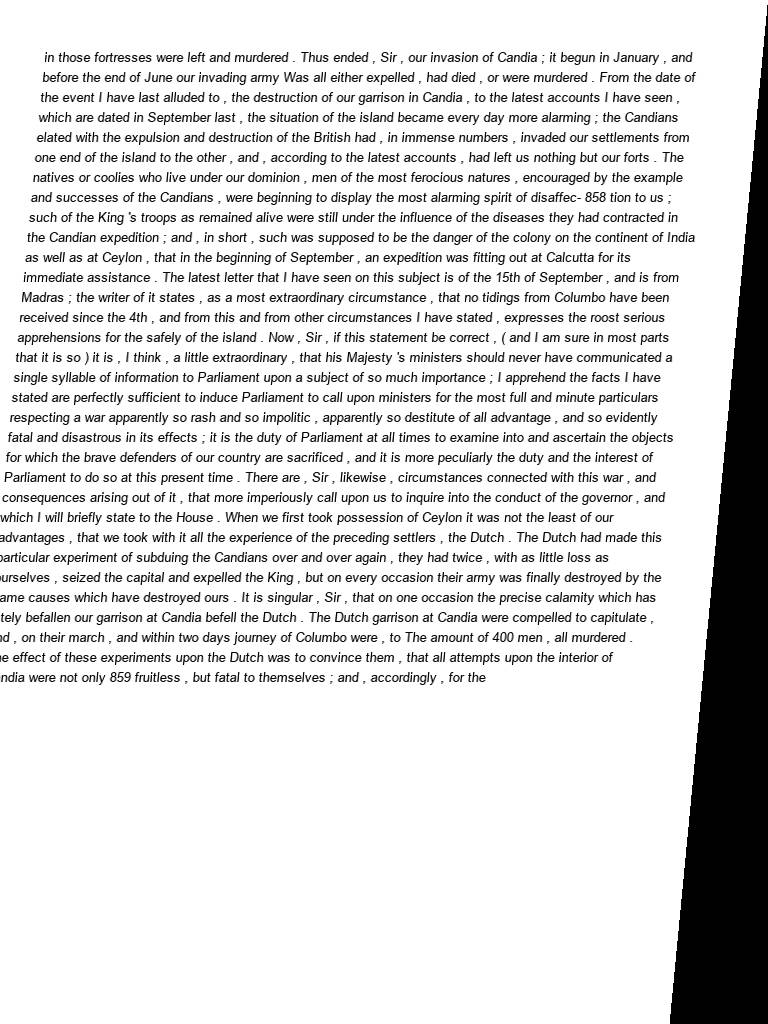 in those fortresses were left and murdered . Thus ended , Sir , our invasion of Candia ; it begun in January , and
before the end of June our invading army Was all either expelled , had died , or were murdered . From the date of
the event I have last alluded to , the destruction of our garrison in Candia , to the latest accounts I have seen ,
which are dated in September last , the situation of the island became every day more alarming ; the Candians
elated with the expulsion and destruction of the British had , in immense numbers , invaded our settlements from
one end of the island to the other , and , according to the latest accounts , had left us nothing but our forts . The
natives or coolies who live under our dominion , men of the most ferocious natures , encouraged by the example
and successes of the Candians , were beginning to display the most alarming spirit of disaffec- 858 tion to us ;
such of the King 's troops as remained alive were still under the influence of the diseases they had contracted in
the Candian expedition ; and , in short , such was supposed to be the danger of the colony on the continent of India
as well as at Ceylon , that in the beginning of September , an expedition was fitting out at Calcutta for its
immediate assistance . The latest letter that I have seen on this subject is of the 15th of September , and is from
Madras ; the writer of it states , as a most extraordinary circumstance , that no tidings from Columbo have been
received since the 4th , and from this and from other circumstances I have stated , expresses the roost serious
apprehensions for the safely of the island . Now , Sir , if this statement be correct , ( and I am sure in most parts
that it is so ) it is , I think , a little extraordinary , that his Majesty 's ministers should never have communicated a
single syllable of information to Parliament upon a subject of so much importance ; I apprehend the facts I have
stated are perfectly sufficient to induce Parliament to call upon ministers for the most full and minute particulars
respecting a war apparently so rash and so impolitic , apparently so destitute of all advantage , and so evidently
fatal and disastrous in its effects ; it is the duty of Parliament at all times to examine into and ascertain the objects
for which the brave defenders of our country are sacrificed , and it is more peculiarly the duty and the interest of
Parliament to do so at this present time . There are , Sir , likewise , circumstances connected with this war , and
consequences arising out of it , that more imperiously call upon us to inquire into the conduct of the governor , and
which I will briefly state to the House . When we first took possession of Ceylon it was not the least of our
advantages , that we took with it all the experience of the preceding settlers , the Dutch . The Dutch had made this
particular experiment of subduing the Candians over and over again , they had twice , with as little loss as
ourselves , seized the capital and expelled the King , but on every occasion their army was finally destroyed by the
ame causes which have destroyed ours . It is singular , Sir , that on one occasion the precise calamity which has
tely befallen our garrison at Candia befell the Dutch . The Dutch garrison at Candia were compelled to capitulate ,
nd , on their march , and within two days journey of Columbo were , to The amount of 400 men , all murdered .
e effect of these experiments upon the Dutch was to convince them , that all attempts upon the interior of
ndia were not only 859 fruitless , but fatal to themselves ; and , accordingly , for the